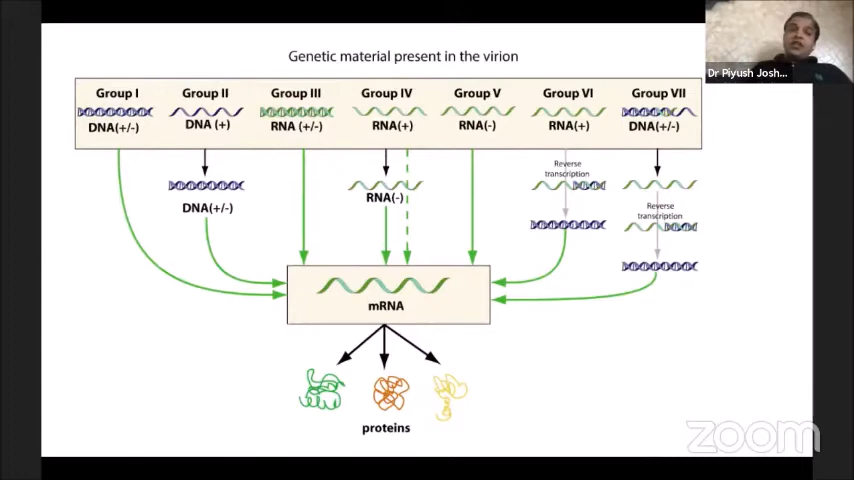 Dr Piyush Josh...
Genetic material present in the virion
Group I
Group II
Group III
Group IV
Group V
Group VI
Group VII
DNA(+/-)
DNA (+)
RNA (+/-)
RNA(+)
RNA(-)
RNA(+)
DNA(+/-)
Reverse
transcription
DNA(+/-)
RNA(-)
Reverse
transcription
mRNA
proteins
zoom